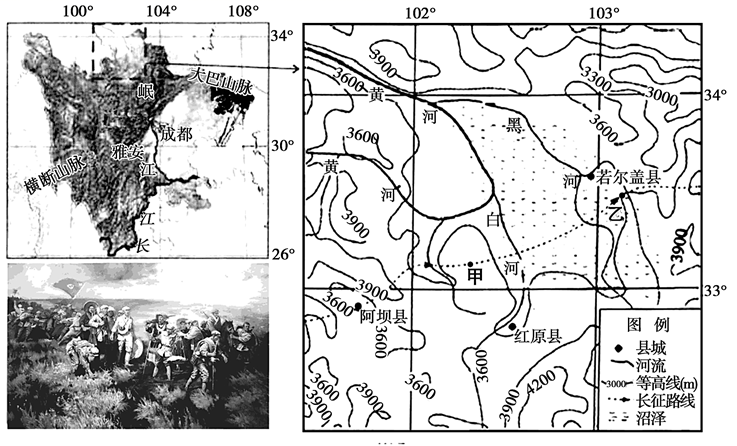 100° 104° 108°
34°
30°
26°
大巴山脉
岷
成都
雅安
江
横断山脉
江
长
102° 103°
34°
33°
3900
3600
黄
河
黑
3300
3000
3600
3600
河
若尔盖县
黄
河
乙
白
3900
3900
甲
河
3900
3600
阿坝县
3600
红原县
3600
3600
3900
3600
3900
3900
4200
图例
县城
河流
3000 等高线(m)
长征路线
沼泽